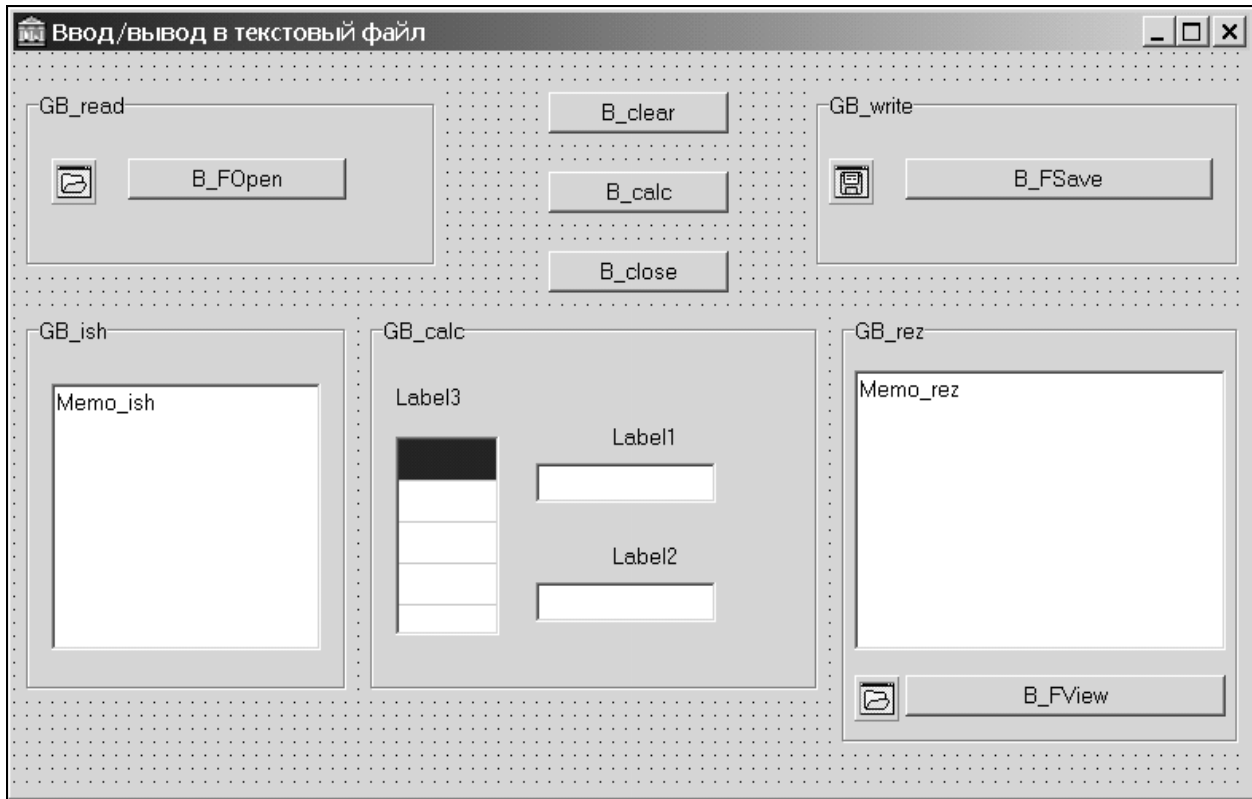 Ввод/вывод в текстовый файл
GB_read
B_FOpen
B_clear
B_calc
B_close
GB_write
B_FSave
GB_ish
Memo_ish
GB_calc
Label3
Label1
Label2
GB_rez
Memo_rez
B_FView